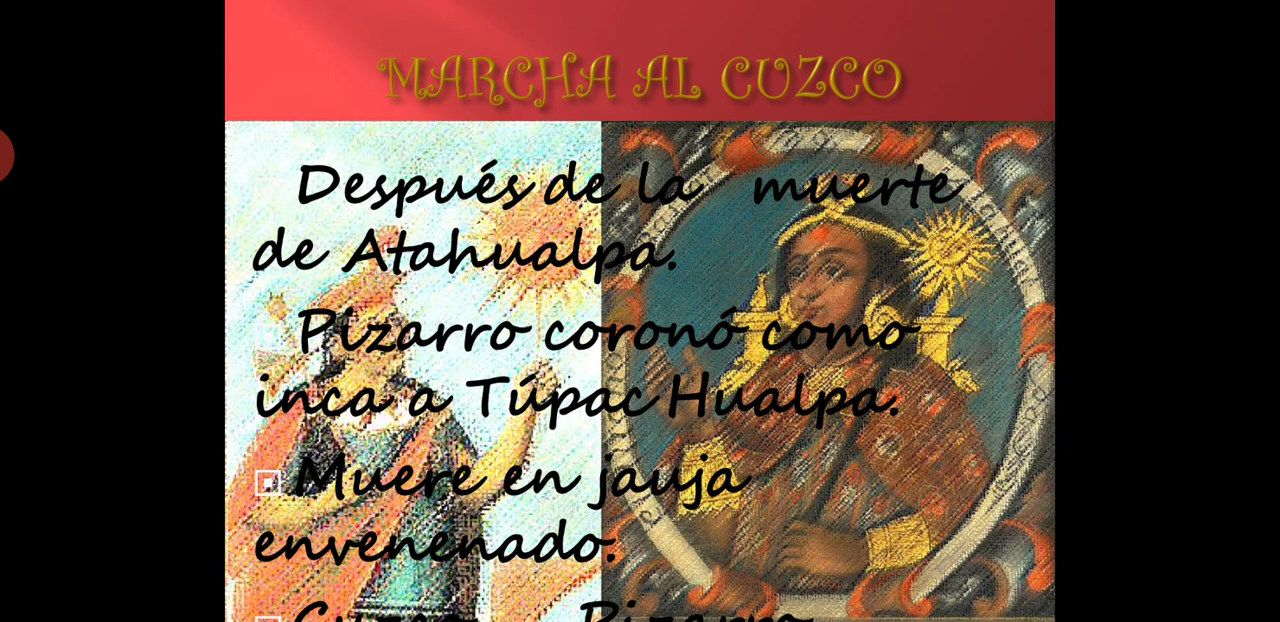 MARCHA AL CUZCO
Después de la muerte
de Atahualpa.
Pizarro coronó como
inca a Túpac Hualpa.
Muere en jauja
envenenado.